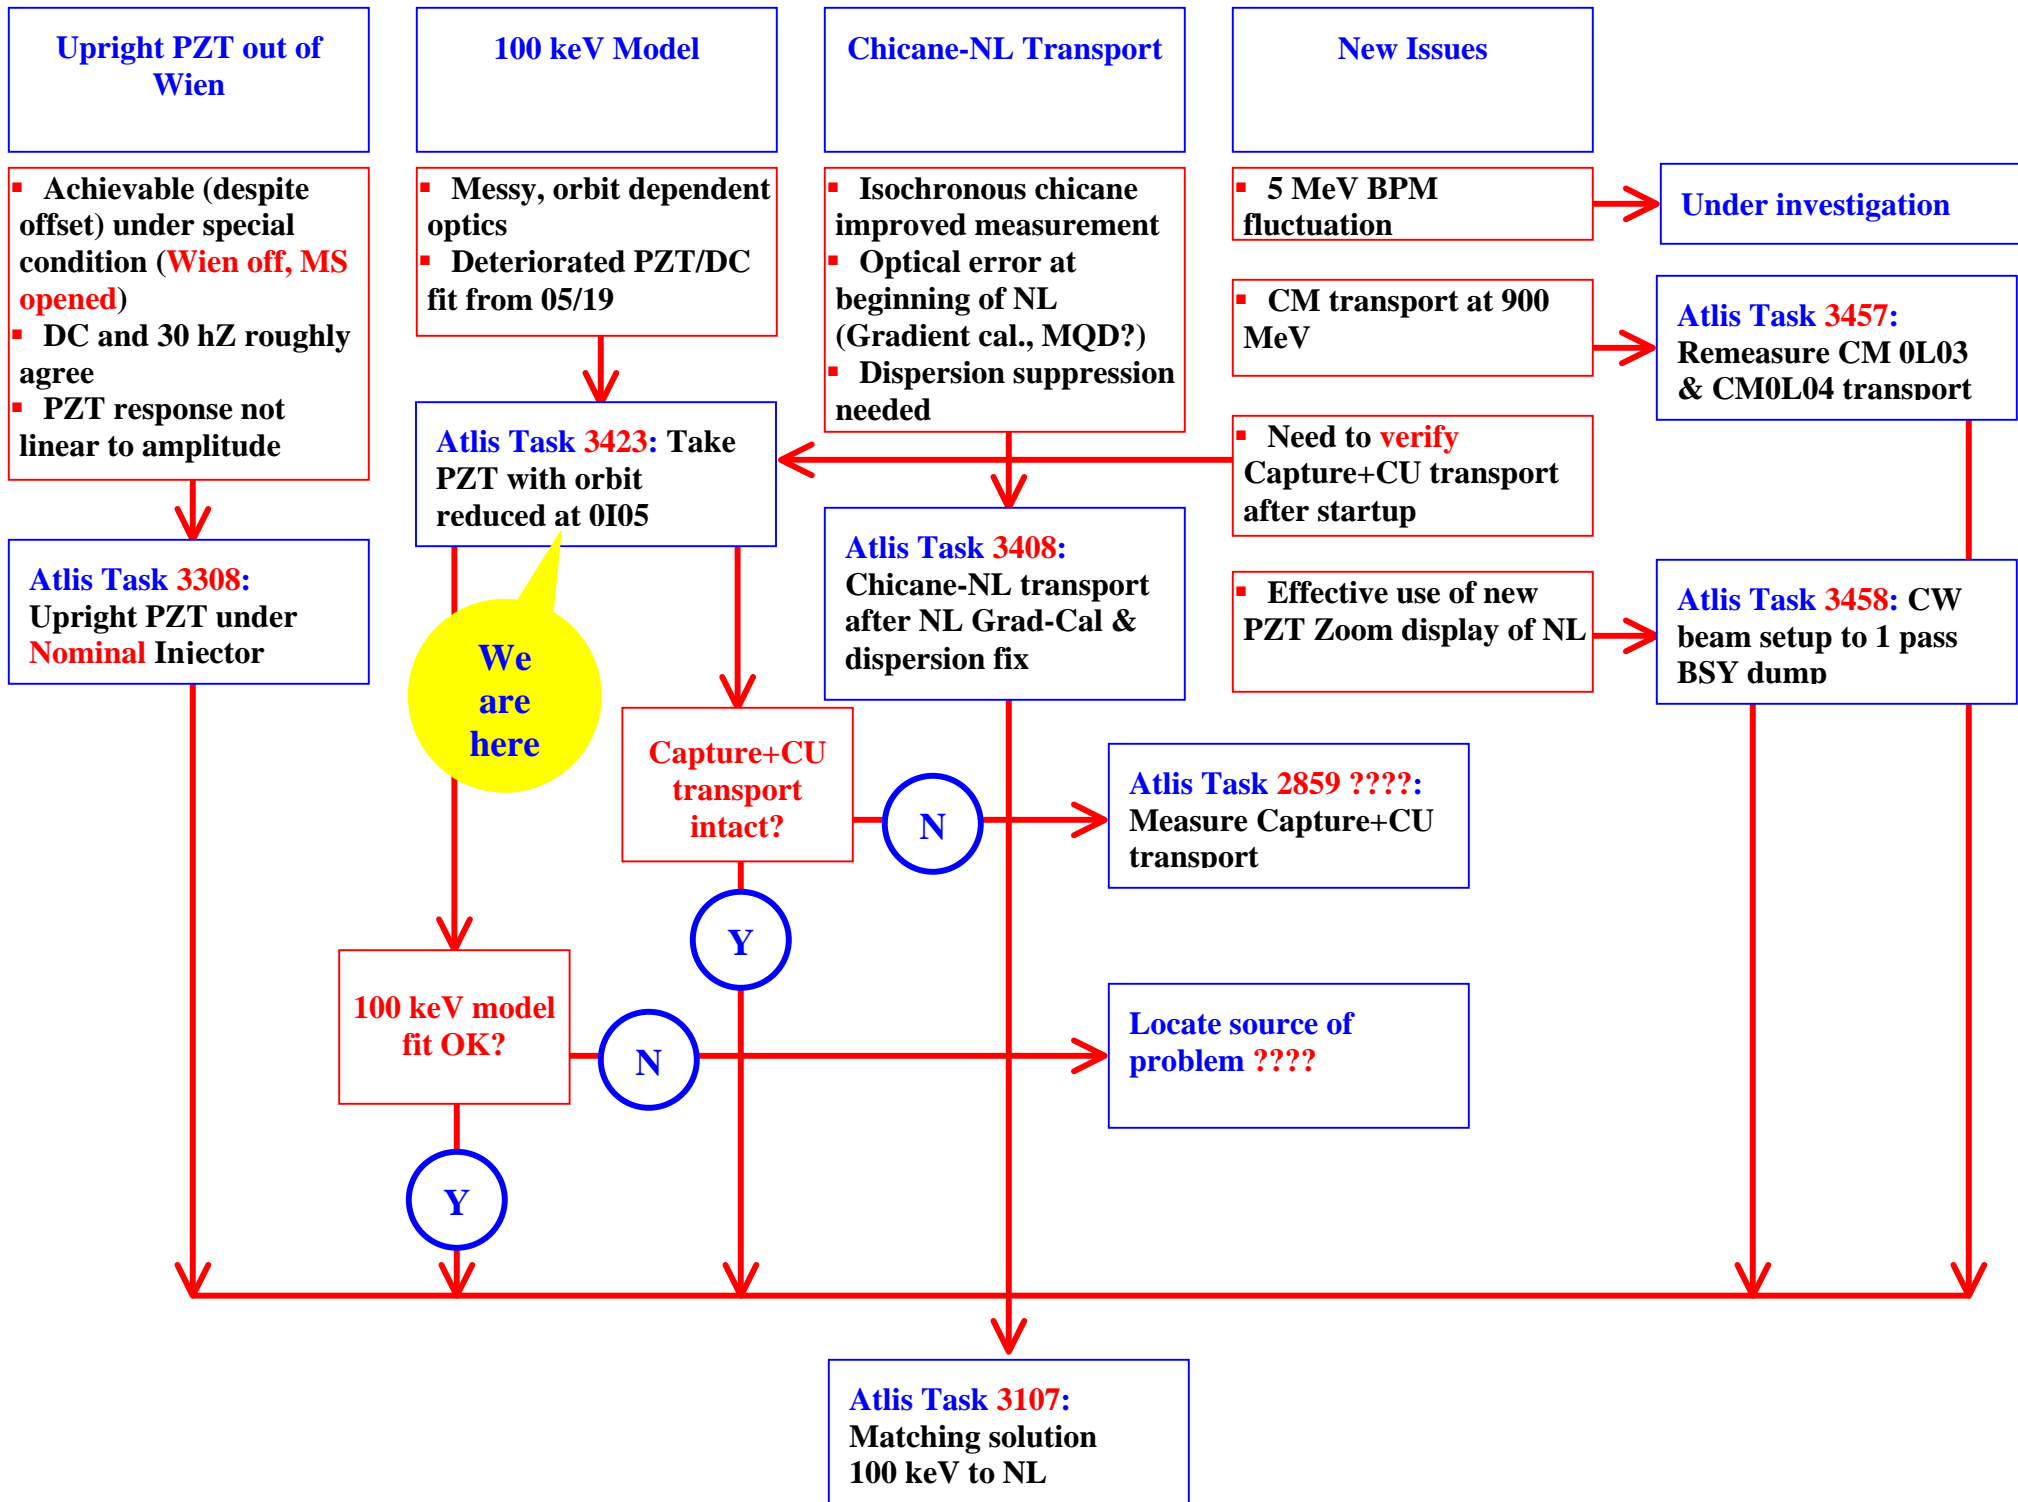 Upright PZT out of
Wien
100 keV Model
Chicane-NL Transport
New Issues
▪ Achievable (despite
offset) under special
condition (Wien off, MS
opened)
▪ DC and 30 hZ roughly
agree
▪ PZT response not
linear to amplitude
▪ Messy, orbit dependent
optics
▪ Deteriorated PZT/DC
fit from 05/19
▪ Isochronous chicane
improved measurement
▪ Optical error at
beginning of NL
(Gradient cal., MQD?)
▪ Dispersion suppression
needed
▪ 5 MeV BPM
fluctuation
Under investigation
▪ CM transport at 900
MeV
Atlis Task 3457:
Remeasure CM 0L03
& CM0L04 transport
Atlis Task 3423: Take
PZT with orbit
reduced at 0I05
▪ Need to verify
Capture+CU transport
after startup
Atlis Task 3308:
Upright PZT under
Nominal Injector
Atlis Task 3408:
Chicane-NL transport
after NL Grad-Cal &
dispersion fix
▪ Effective use of new
PZT Zoom display of NL
Atlis Task 3458: CW
beam setup to 1 pass
BSY dump
We
are
here
Capture+CU
transport
intact?
N
Atlis Task 2859 ????:
Measure Capture+CU
transport
Y
100 keV model
fit OK?
N
Locate source of
problem ????
Y
Atlis Task 3107:
Matching solution
100 keV to NL